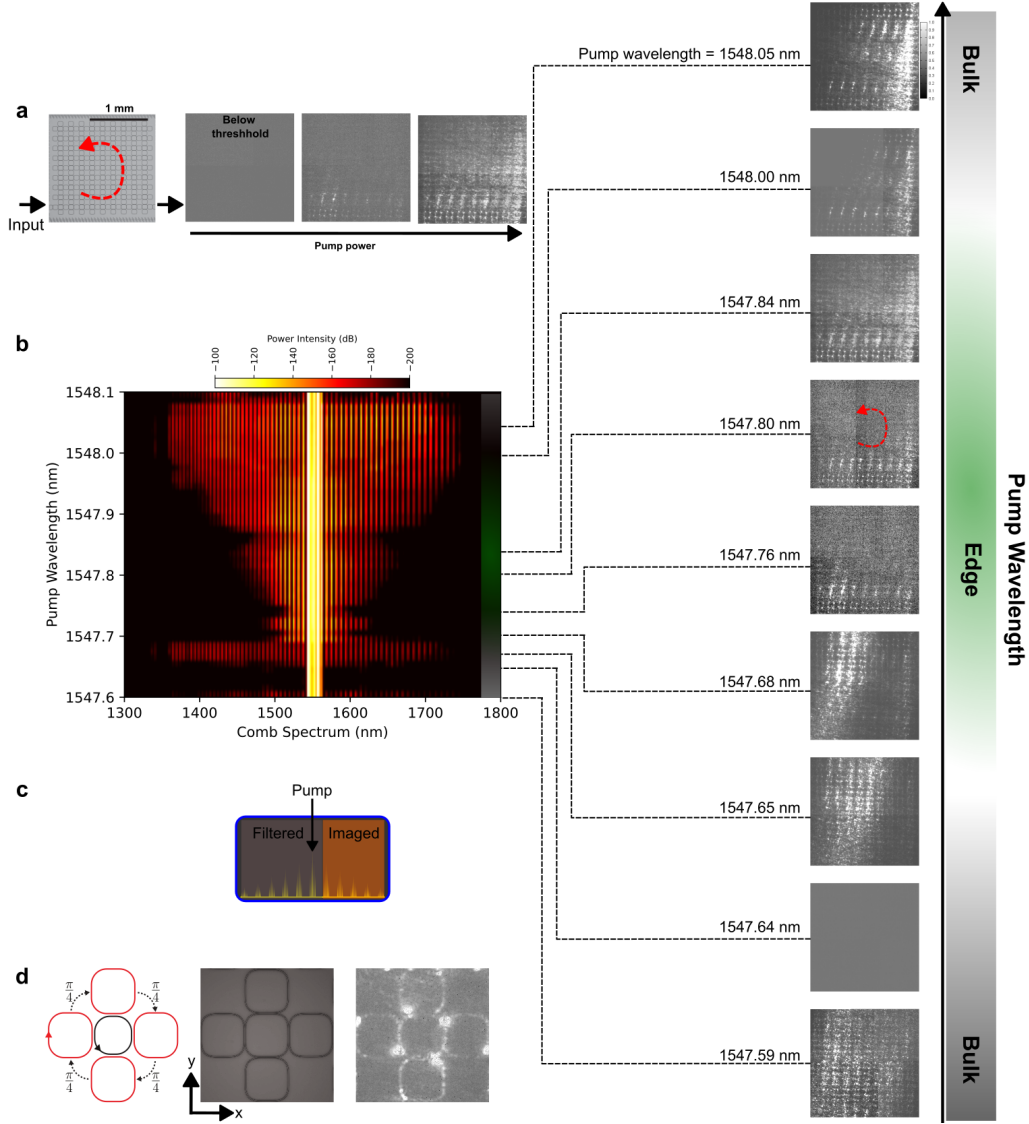 a
1 mm
Input
Below
threshhold
Pump power
b
Power Intensity (dB)
100 120 140 160 180 200
Pump Wavelength (nm)
1548.1
1548.0
1547.9
1547.8
1547.7
1547.6
1300 1400 1500 1600 1700 1800
Comb Spectrum (nm)
c
Pump
Filtered Imaged
d
π/4 π/4
π/4 π/4
y
x
Pump wavelength = 1548.05 nm
1548.00 nm
1547.84 nm
1547.80 nm
1547.76 nm
1547.68 nm
1547.65 nm
1547.64 nm
1547.59 nm
Bulk
Edge
Bulk
Pump Wavelength